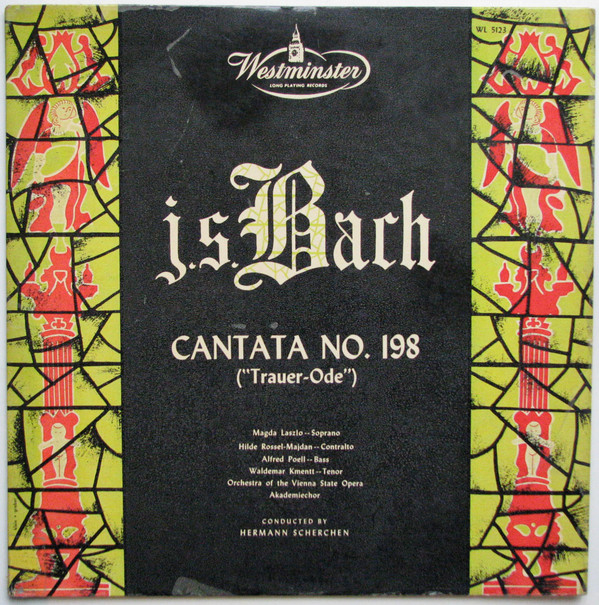 WL 5123
Westminster
LONG PLAYING RECORDS
j.s. Bach
CANTATA NO. 198
("Trauer-Ode")
Magda Laszlo -- Soprano
Hilde Rossel-Majdan -- Contralto
Alfred Poell -- Bass
Waldemar Kmentt -- Tenor
Orchestra of the Vienna State Opera
Akademiechor
CONDUCTED BY
HERMANN SCHERCHEN